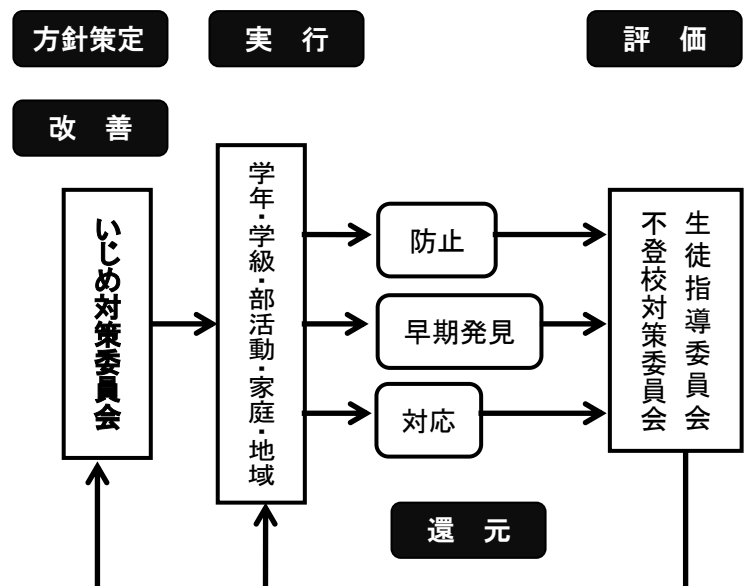 方針策定
実　行
評　価
改　善
いじめ対策委員会
学年・学級・部活動・家庭・地域
防止
早期発見
対応
生徒指導委員会
不登校対策委員会
還　元